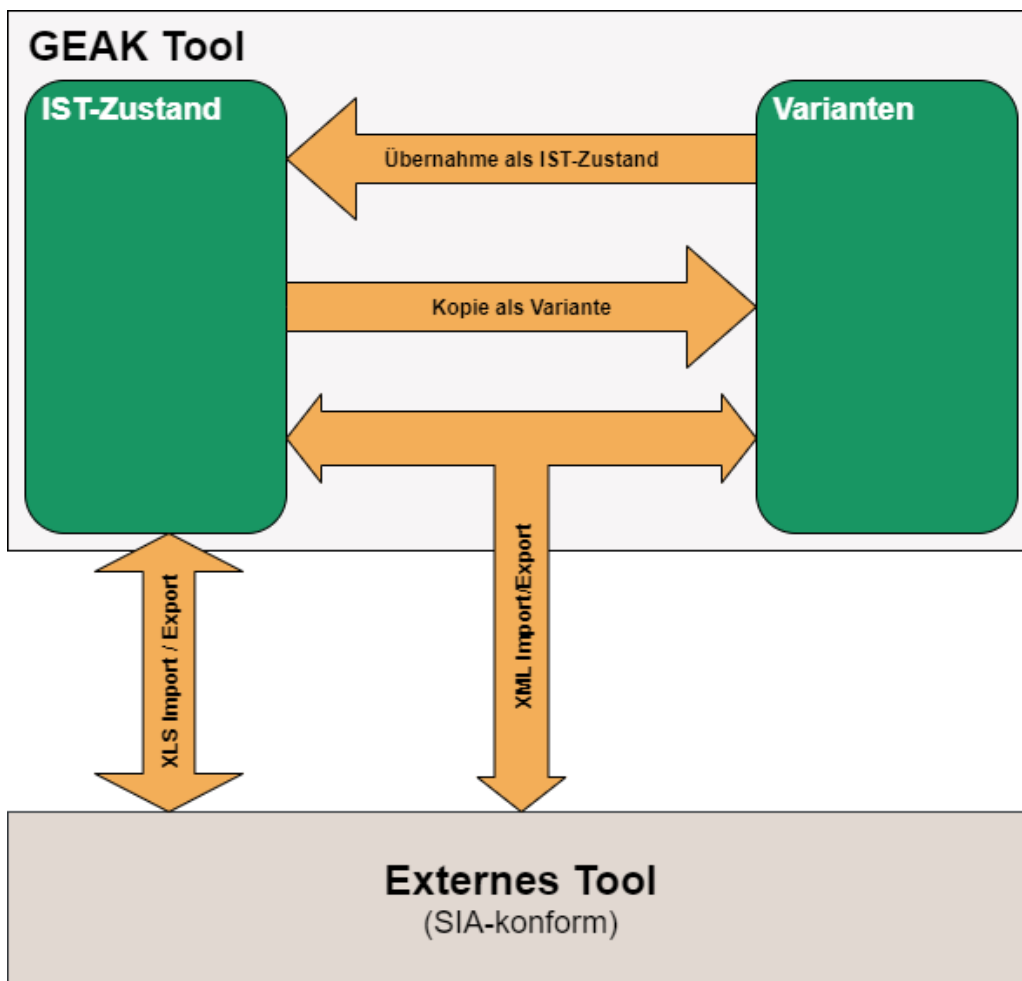 GEAK Tool
IST-Zustand
Varianten
Übernahme als IST-Zustand
Kopie als Variante
XLS Import / Export
XML Import/Export
Externes Tool
(SIA-konform)